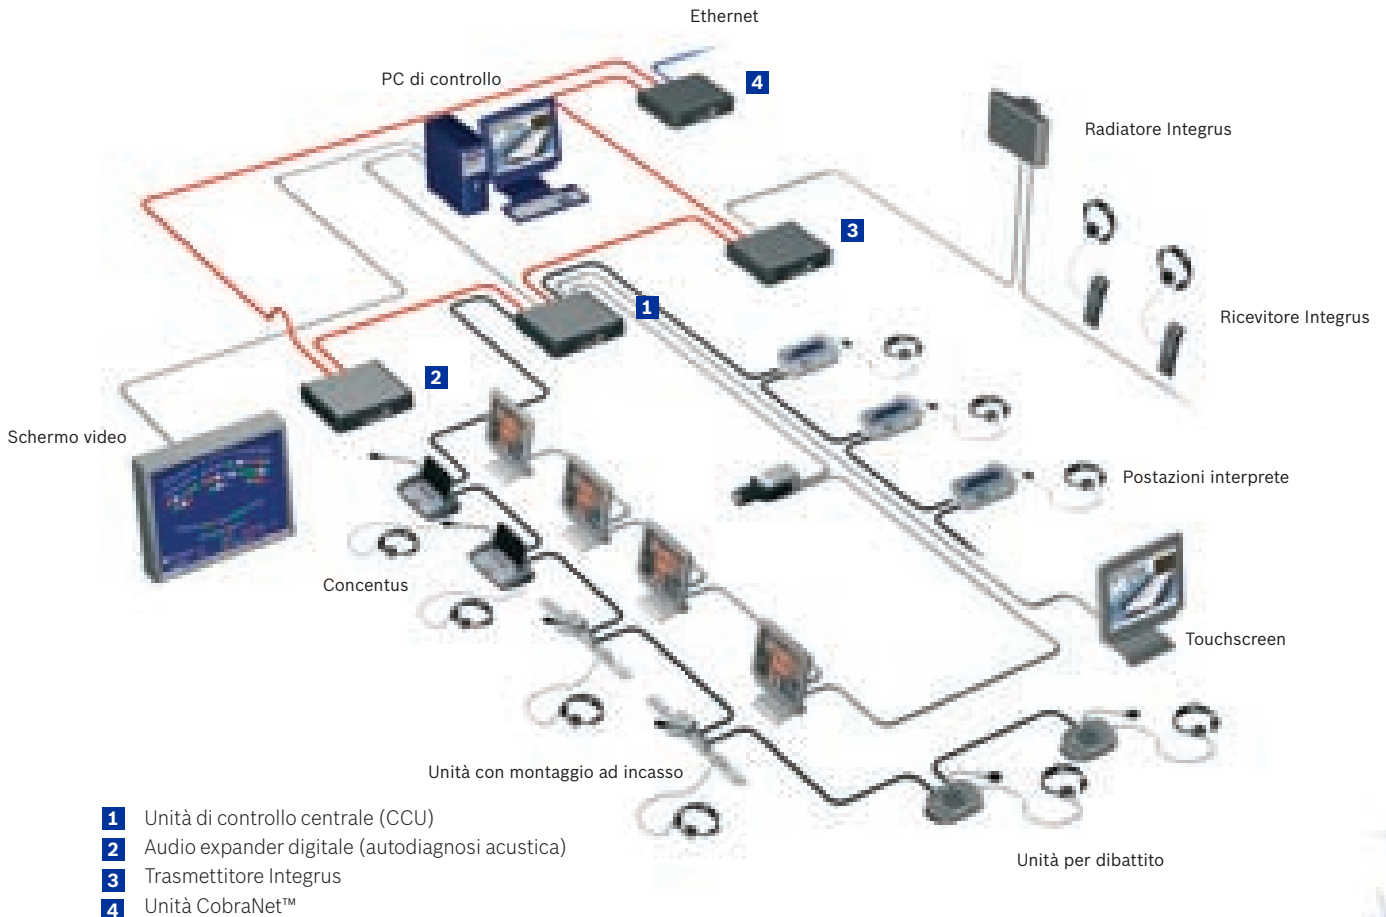 Ethernet
PC di controllo
4
Radiatore Integrus
3
1
Ricevitore Integrus
2
Schermo video
Postazioni interprete
Concentus
Touchscreen
Unità con montaggio ad incasso
Unità per dibattito
1 Unità di controllo centrale (CCU)
2 Audio expander digitale (autodiagnosi acustica)
3 Trasmettitore Integrus
4 Unità CobraNet™